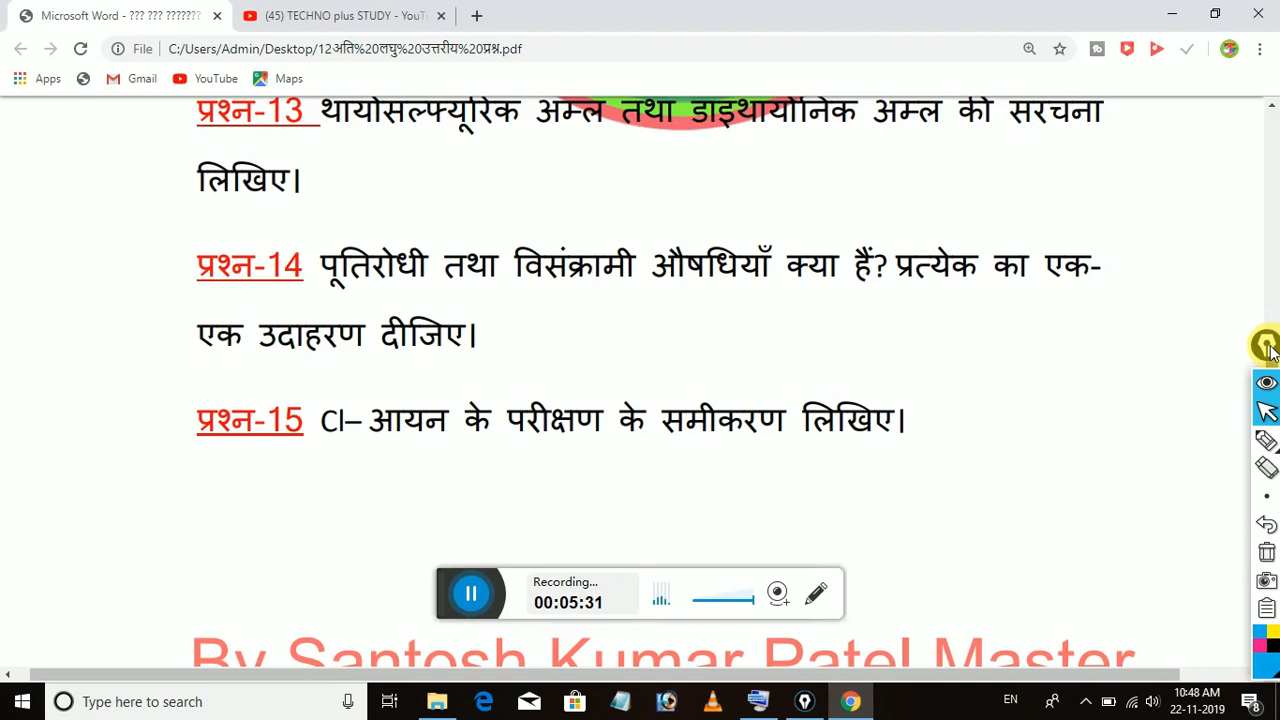 Microsoft Word - ??? ??? ???????
(45) TECHNO plus STUDY - YouT
File
C:/Users/Admin/Desktop/12अति%20लघु%20उत्तरीय%20प्रश्न.pdf
Apps
Gmail
YouTube
Maps
प्रश्न-13 थायोसल्फ्यूरिक अम्ल तथा डाइथायोनिक अम्ल की संरचना
लिखिए।
प्रश्न-14 पूतिरोधी तथा विसंक्रामी औषधियाँ क्या हैं? प्रत्येक का एक-
एक उदाहरण दीजिए।
प्रश्न-15 Cl– आयन के परीक्षण के समीकरण लिखिए।
Recording...
00:05:31
By Santosh Kumar Patel Master
Type here to search
EN
10:48 AM
22-11-2019
8